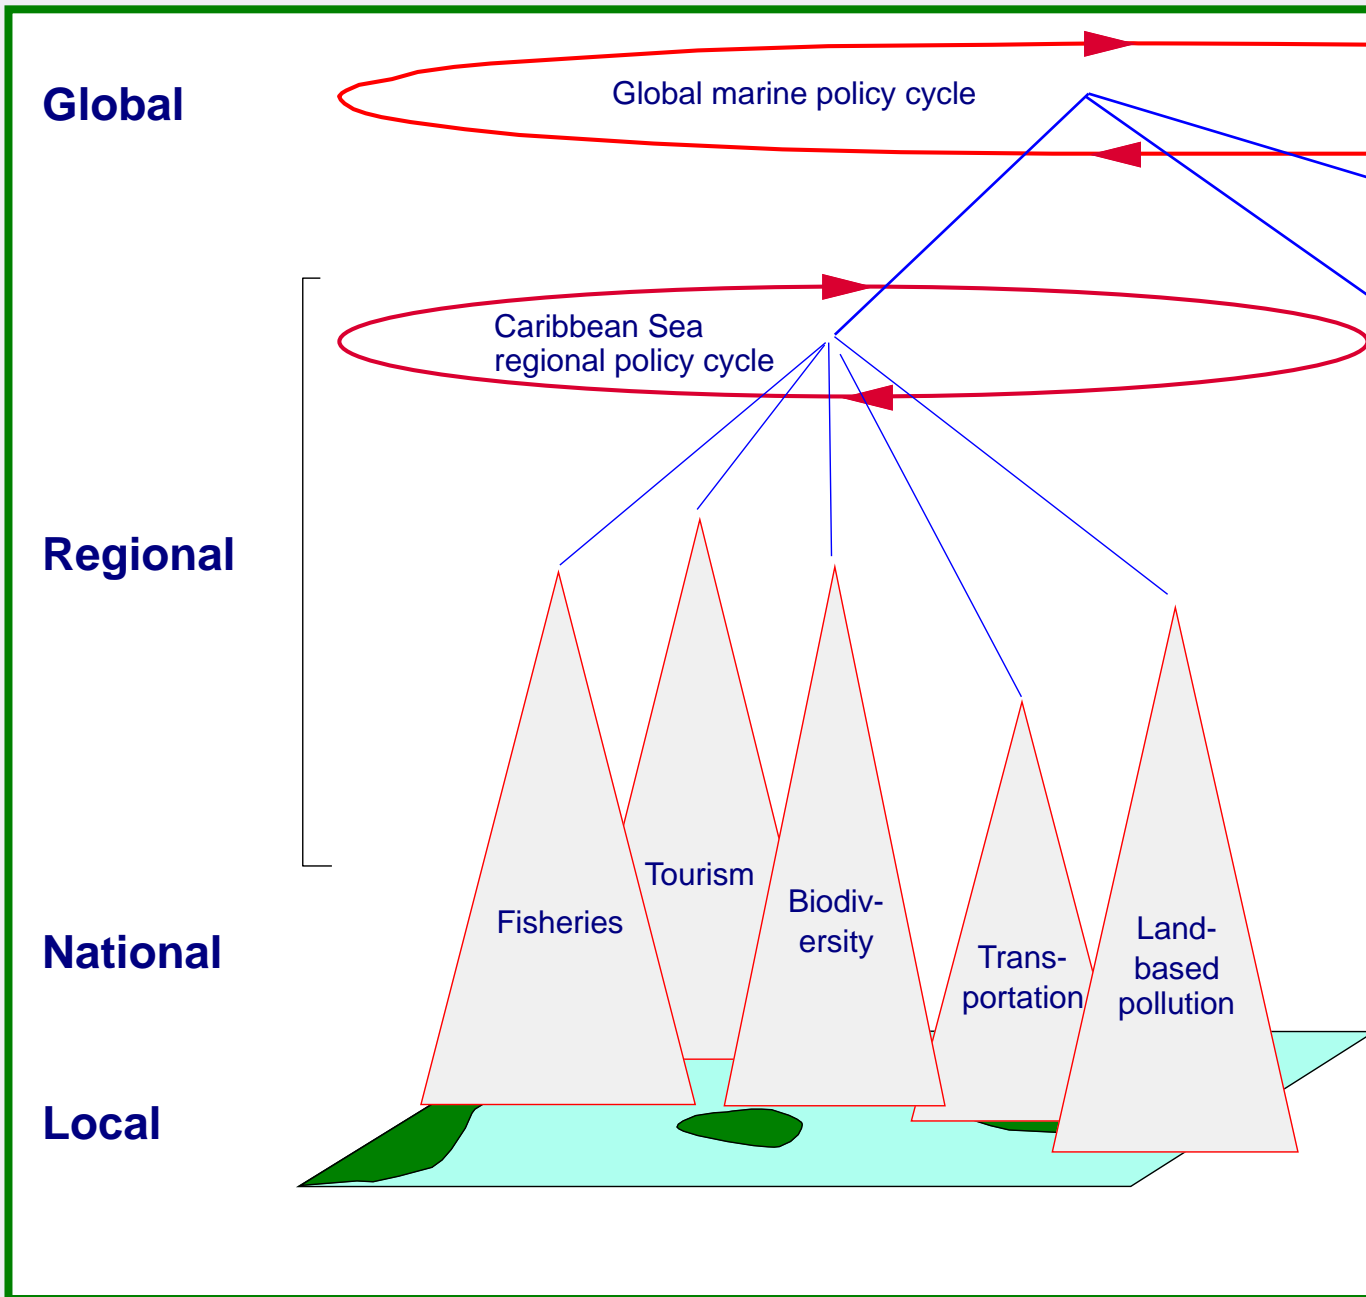 Global
Global marine policy cycle
Caribbean Sea
regional policy cycle
Regional
Tourism
Fisheries
Biodiv-
ersity
National
Trans-
portation
Land-
based
pollution
Local